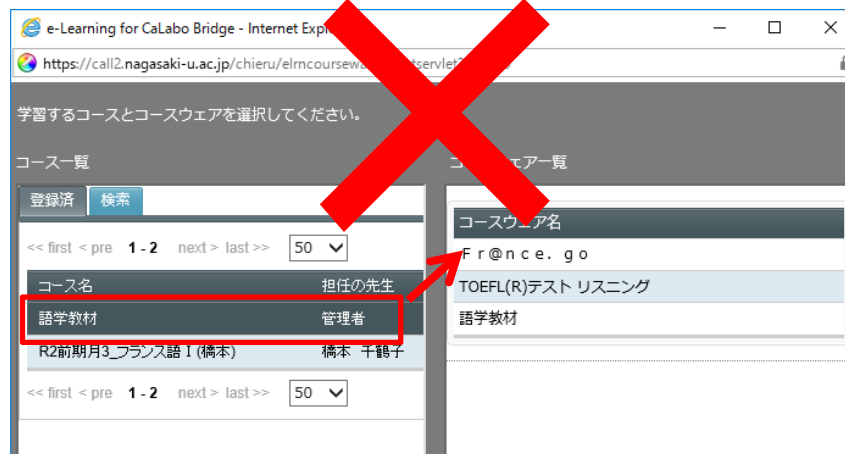 e-Learning for CaLabo Bridge - Internet Exp
https://call2.nagasaki-u.ac.jp/chieru/elrncoursewa
学習するコースとコースウェアを選択してください。
コース一覧
登録済 検索
<< first < pre 1 - 2 next > last >> 50
コース名 担任の先生
語学教材 管理者
R2前期月3_フランス語Ⅰ(橋本) 橋本 千鶴子
<< first < pre 1 - 2 next > last >> 50
ェア一覧
コースウェア名
Fr@nce. go
TOEFL(R)テスト リスニング
語学教材